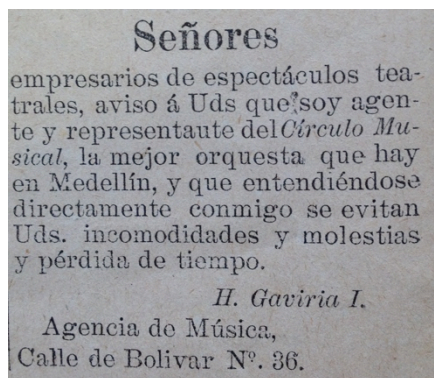 Señores
empresarios de espectáculos tea-
trales, aviso á Uds que soy agen-
te y representaute del Círculo Mu-
sical, la mejor orquesta que hay
en Medellín, y que entendiéndose
directamente conmigo se evitan
Uds. incomodidades y molestias
y pérdida de tiempo.
H. Gaviria I.
Agencia de Música,
Calle de Bolivar Nº. 36.